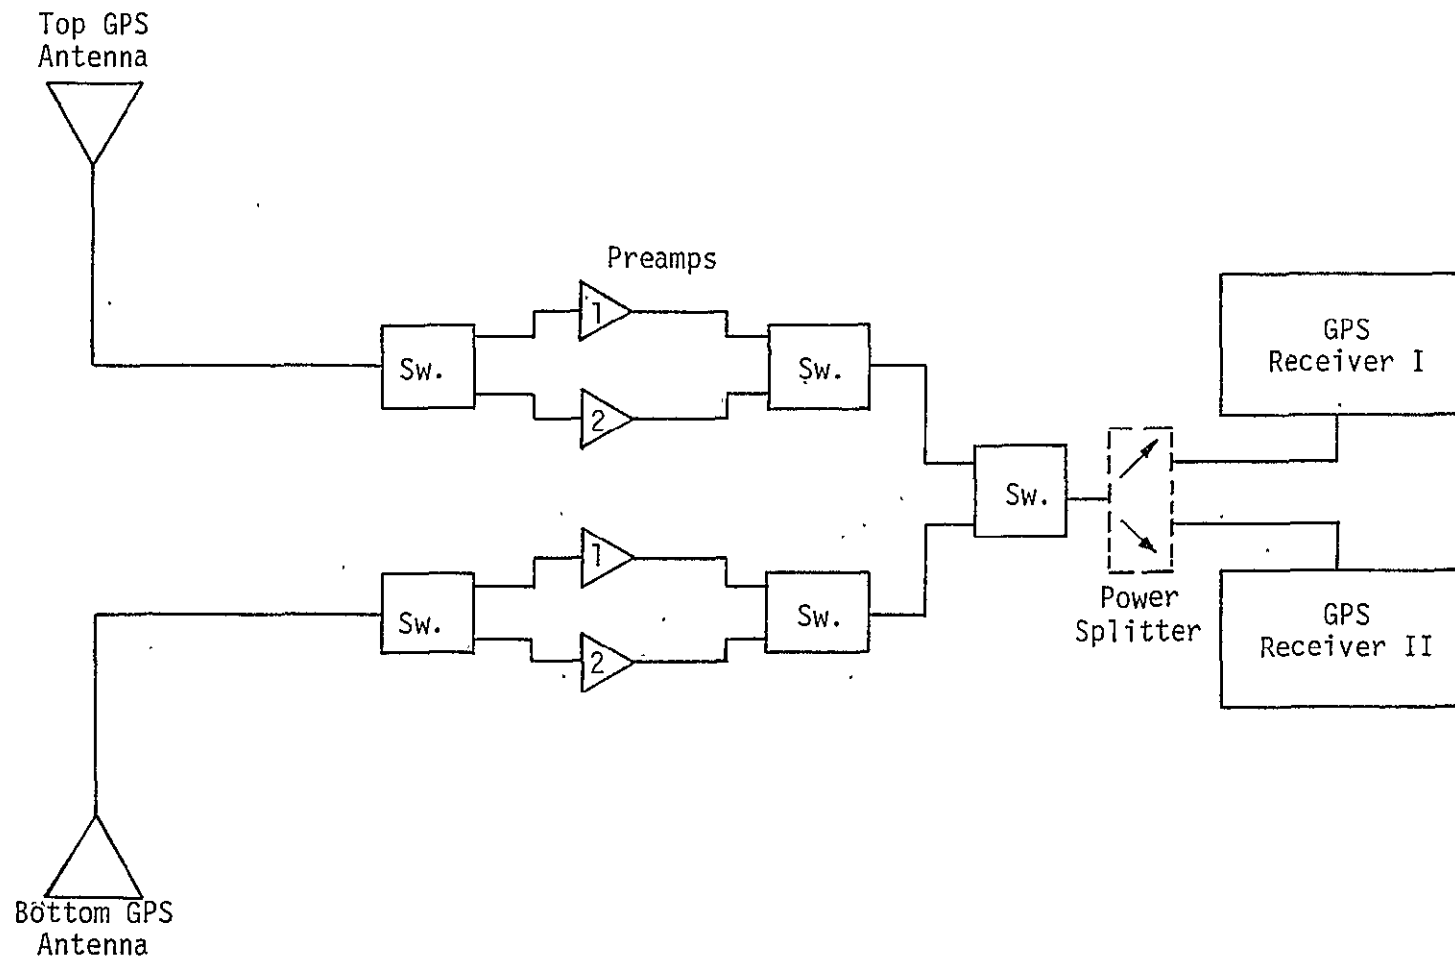 Top GPS
Antenna
Preamps
1
Sw.
Sw.
2
GPS
Receiver I
Sw.
1
Sw.
Sw.
2
Power
Splitter
GPS
Receiver II
Bottom GPS
Antenna